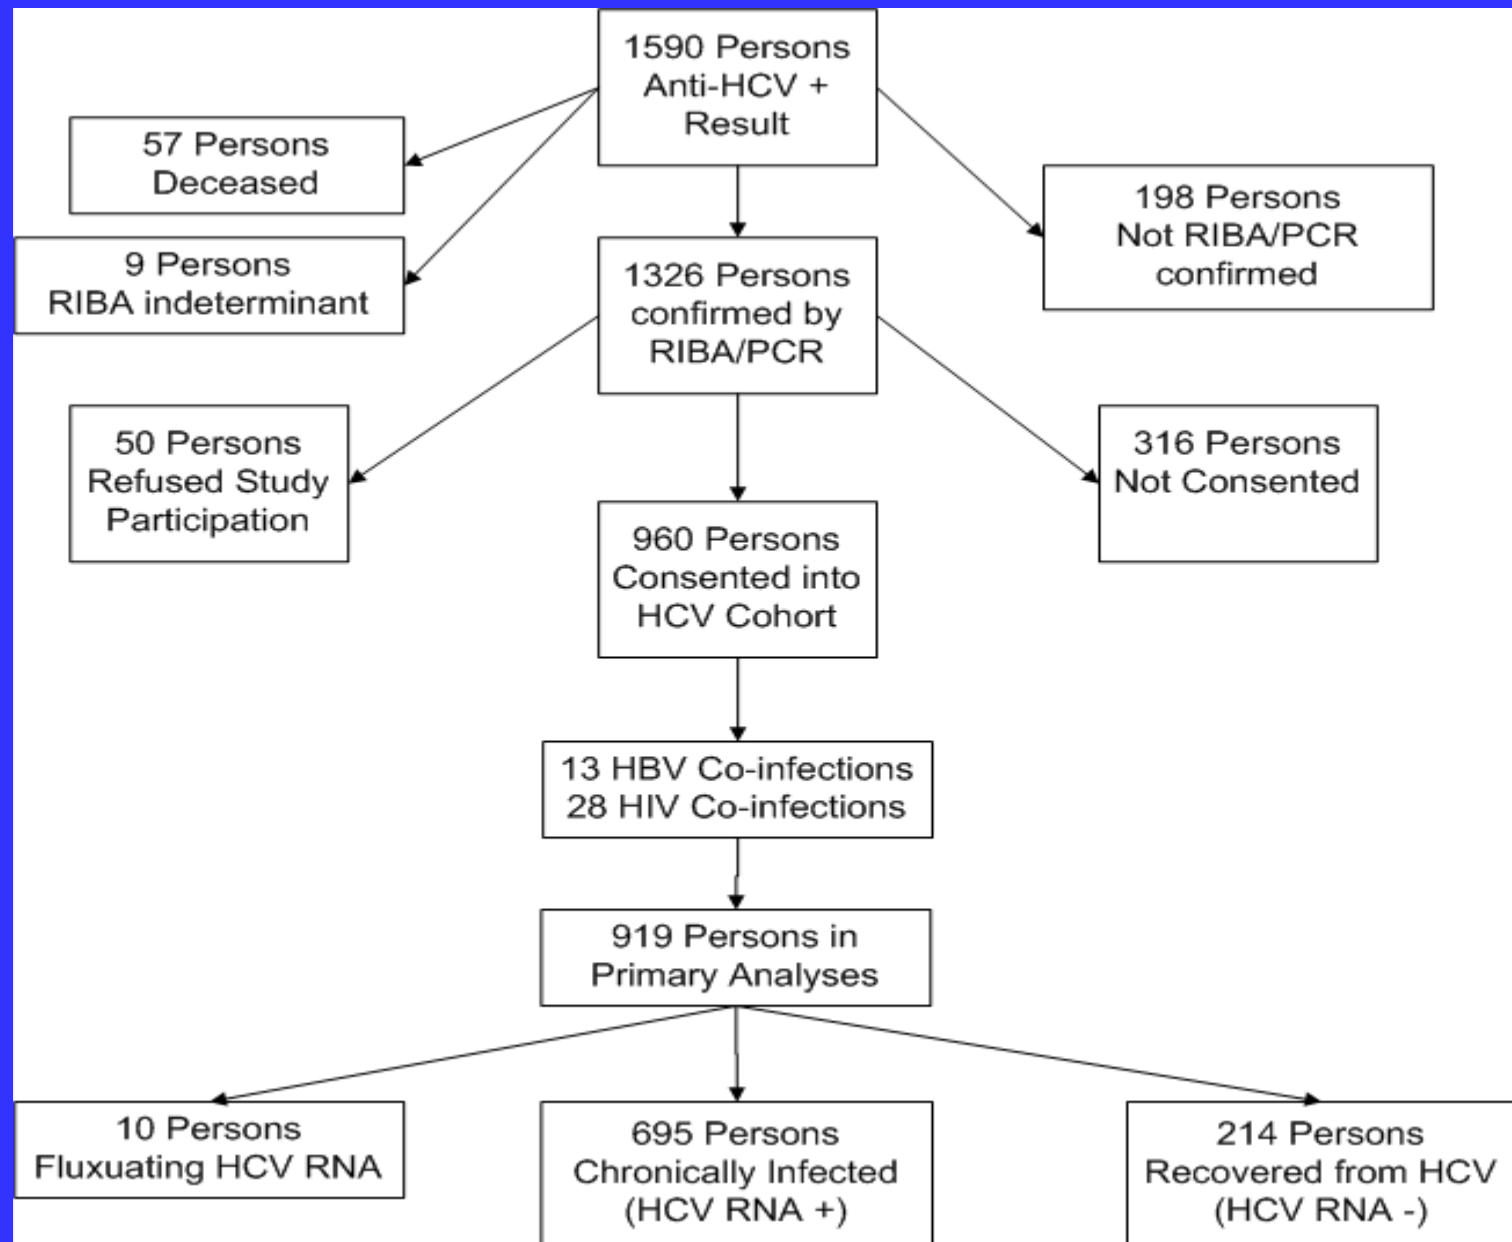 1590 Persons
Anti-HCV +
Result
57 Persons
Deceased
198 Persons
Not RIBA/PCR
confirmed
9 Persons
RIBA indeterminant
1326 Persons
confirmed by
RIBA/PCR
50 Persons
Refused Study
Participation
316 Persons
Not Consented
960 Persons
Consented into
HCV Cohort
13 HBV Co-infections
28 HIV Co-infections
919 Persons in
Primary Analyses
10 Persons
Fluxuating HCV RNA
695 Persons
Chronically Infected
(HCV RNA +)
214 Persons
Recovered from HCV
(HCV RNA -)